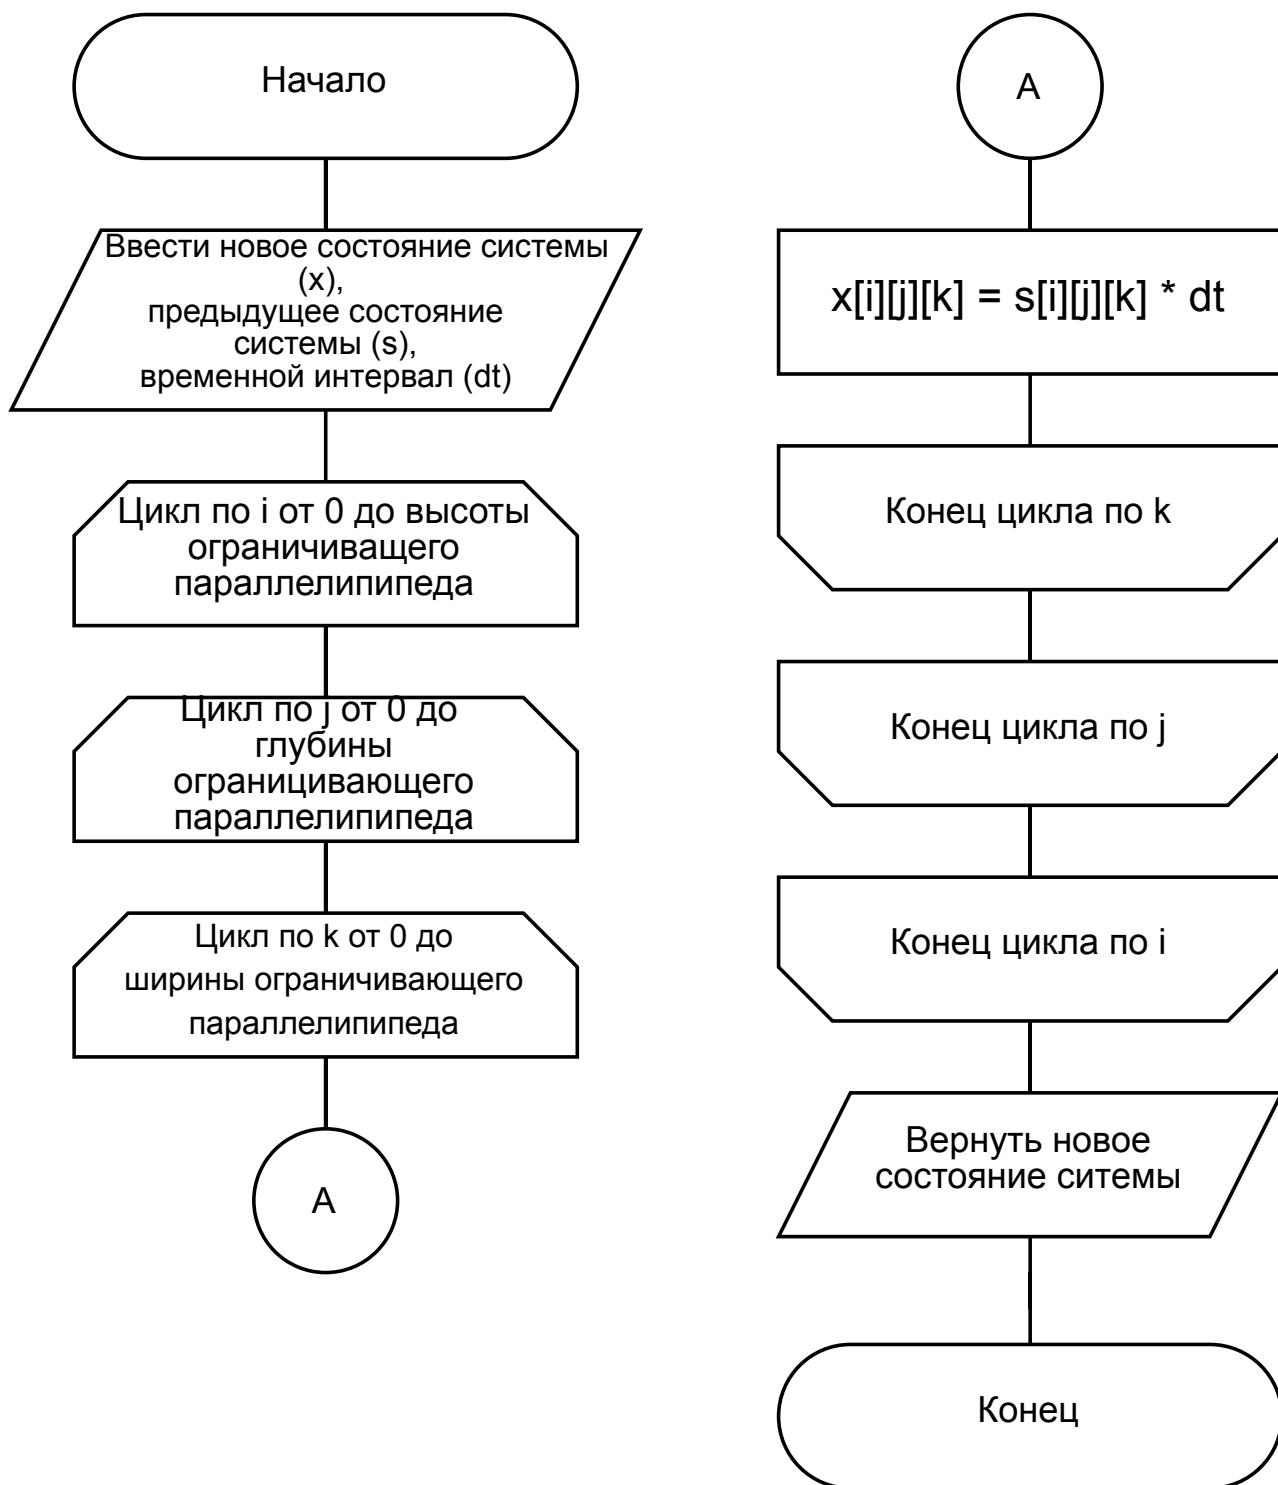 Начало
Ввести новое состояние системы
(x),
предыдущее состояние
системы (s),
временной интервал (dt)
Цикл по i от 0 до высоты
ограничиващего
параллелипипеда
Цикл по j от 0 до
глубины
ограницивающего
параллелипипеда
Цикл по k от 0 до
ширины ограничивающего
параллелипипеда
А
А
x[i][j][k] = s[i][j][k] * dt
Конец цикла по k
Конец цикла по j
Конец цикла по i
Вернуть новое
состояние ситемы
Конец